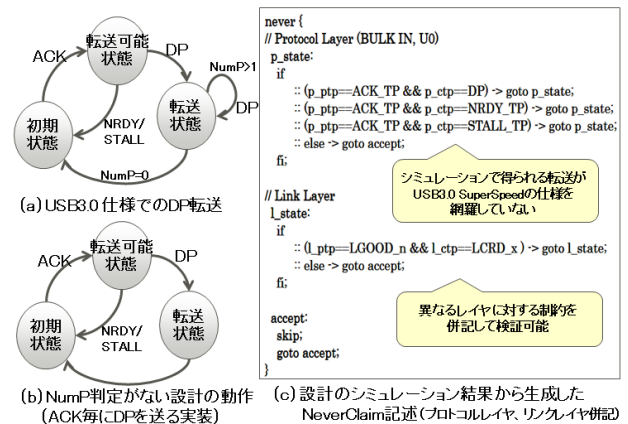 転送可能
状態
ACK
DP
NumP>1
転送
状態
DP
初期
状態
NRDY/
STALL
NumP=0
(a)USB3.0 仕様でのDP転送
転送可能
状態
ACK
DP
転送
状態
初期
状態
NRDY/
STALL
(b)NumP判定がない設計の動作
(ACK毎にDPを送る実装)
never {
// Protocol Layer (BULK IN, U0)
p_state:
if
:: (p_ptp==ACK_TP && p_ctp==DP) -> goto p_state;
:: (p_ptp==ACK_TP && p_ctp==NRDY_TP) -> goto p_state;
:: (p_ptp==ACK_TP && p_ctp==STALL_TP) -> goto p_state;
:: else -> goto accept;
fi;
シミュレーションで得られる転送が
USB3.0 SuperSpeedの仕様を
網羅していない
// Link Layer
l_state:
if
:: (l_ptp==LGOOD_n && l_ctp==LCRD_x ) -> goto l_state;
:: else -> goto accept;
fi;
異なるレイヤに対する制約を
併記して検証可能
accept:
skip;
goto accept;
}
(c) 設計のシミュレーション結果から生成した
NeverClaim記述(プロトコルレイヤ、リンクレイヤ併記)